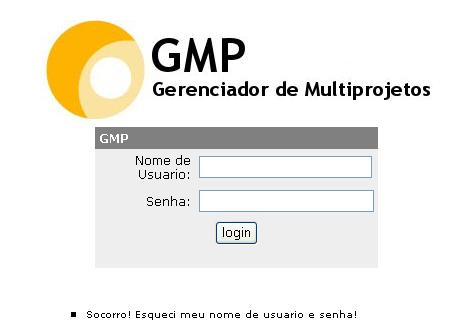 GMP
Gerenciador de Multiprojetos
GMP
Nome de
Usuario:
Senha:
login
Socorro! Esqueci meu nome de usuario e senha!